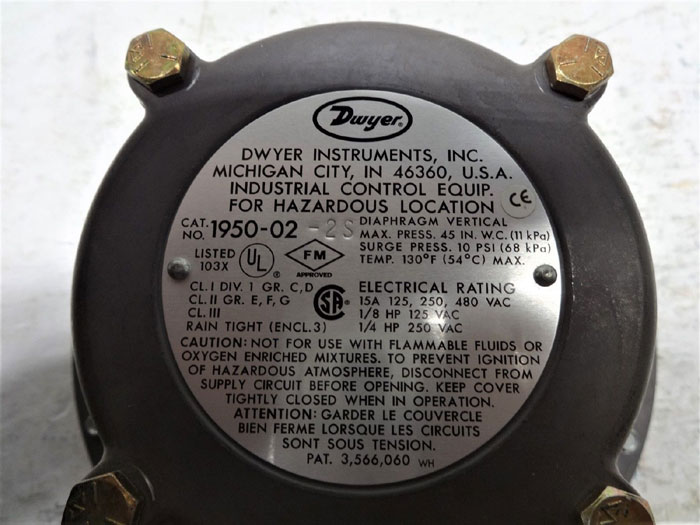 Dwyer®
DWYER INSTRUMENTS, INC.
MICHIGAN CITY, IN 46360, U.S.A.
INDUSTRIAL CONTROL EQUIP.
FOR HAZARDOUS LOCATION
CE
CAT. NO. 1950-02 -2S
DIAPHRAGM VERTICAL
MAX. PRESS. 45 IN. W.C. (11 kPa)
SURGE PRESS. 10 PSI (68 kPa)
TEMP. 130°F (54°C) MAX.
LISTED
103X
UL
FM
APPROVED
CL. I DIV. 1 GR. C, D
CL. II GR. E, F, G
CL. III
RAIN TIGHT (ENCL.3)
SA
ELECTRICAL RATING
15A 125, 250, 480 VAC
1/8 HP 125 VAC
1/4 HP 250 VAC
CAUTION: NOT FOR USE WITH FLAMMABLE FLUIDS OR
OXYGEN ENRICHED MIXTURES. TO PREVENT IGNITION
OF HAZARDOUS ATMOSPHERE, DISCONNECT FROM
SUPPLY CIRCUIT BEFORE OPENING. KEEP COVER
TIGHTLY CLOSED WHEN IN OPERATION.
ATTENTION: GARDER LE COUVERCLE
BIEN FERME LORSQUE LES CIRCUITS
SONT SOUS TENSION.
PAT. 3,566,060 WH